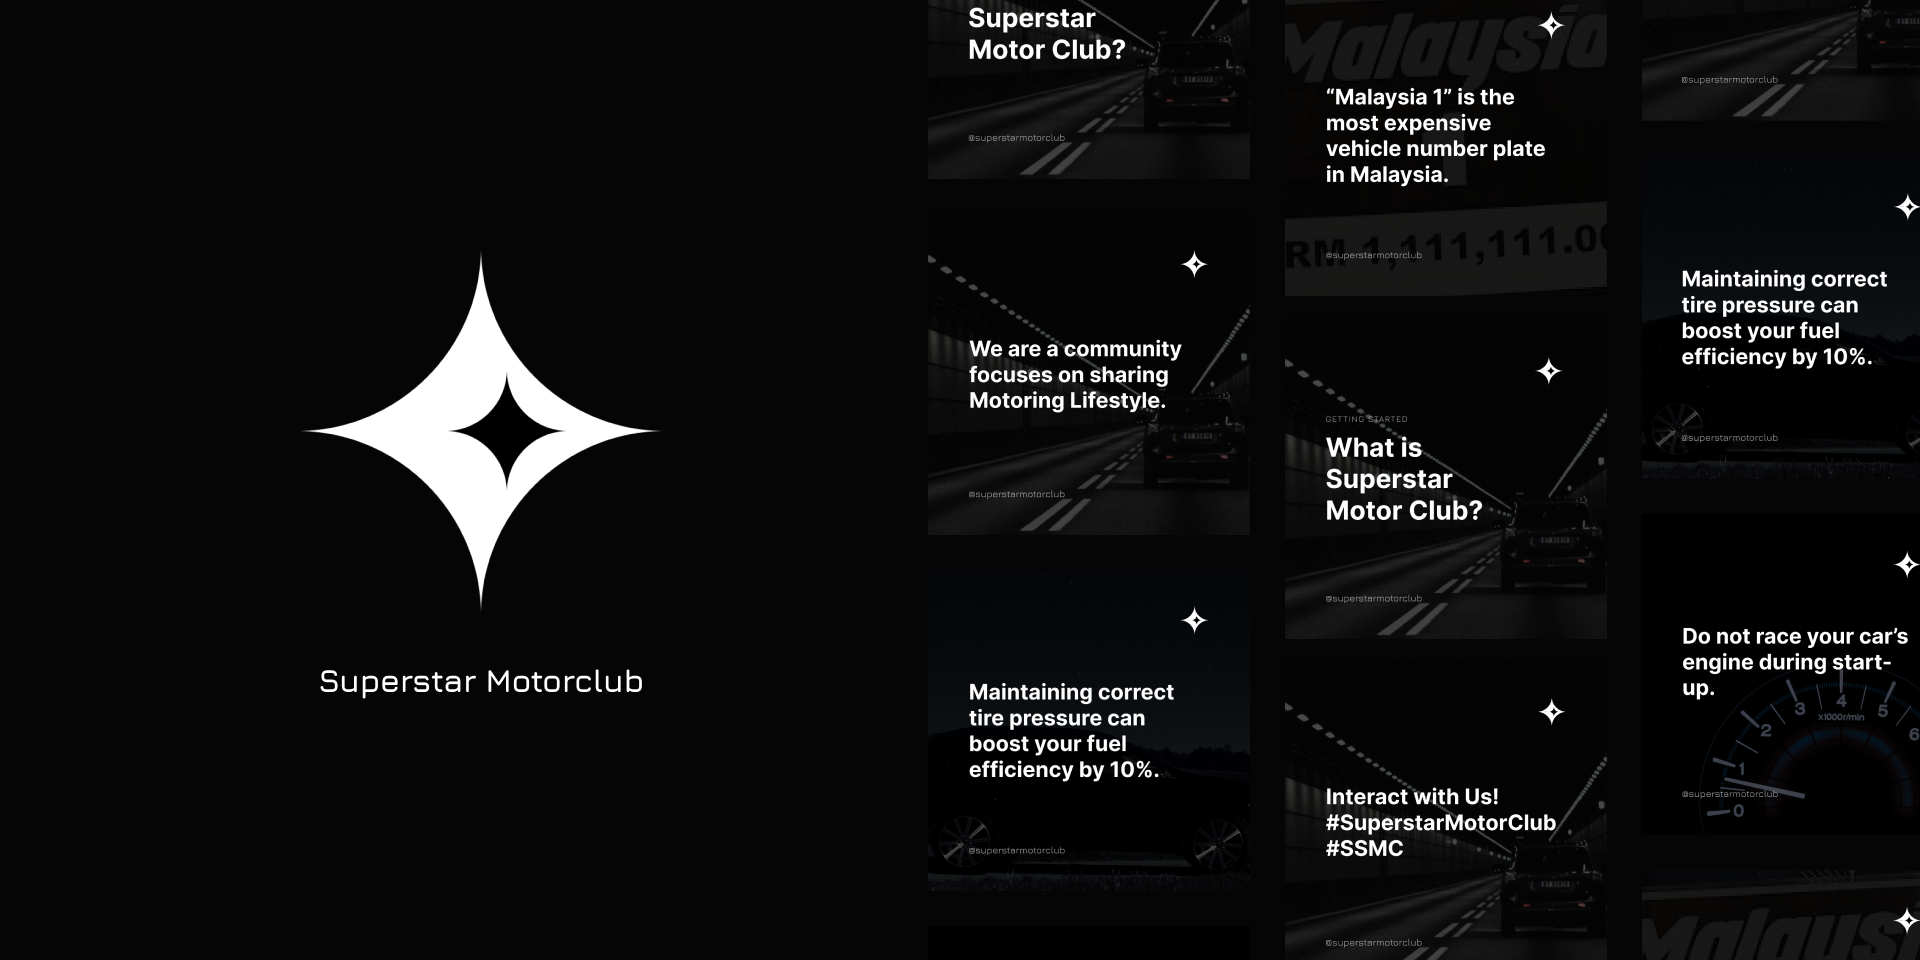 Superstar Motorclub
Superstar
Motor Club?
@superstarmotorclub
We are a community
focuses on sharing
Motoring Lifestyle.
@superstarmotorclub
Maintaining correct
tire pressure can
boost your fuel
efficiency by 10%.
@superstarmotorclub
Malaysia
“Malaysia 1” is the
most expensive
vehicle number plate
in Malaysia.
RM 1,111,111.00
@superstarmotorclub
GETTING STARTED
What is
Superstar
Motor Club?
@superstarmotorclub
Interact with Us!
#SuperstarMotorClub
#SSMC
@superstarmotorclub
@superstarmotorclub
Maintaining correct
tire pressure can
boost your fuel
efficiency by 10%.
@superstarmotorclub
Do not race your car’s
engine during start-
up.
0
1
2
3
4
5
6
x1000r/min
@superstarmotorclub
Malays